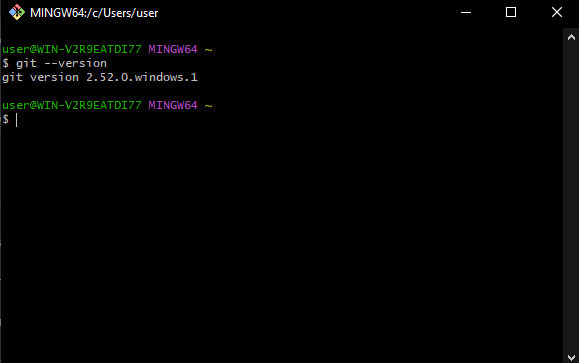 MINGW64:/c/Users/user
user@WIN-V2R9EATDI77 MINGW64 ~
$ git --version
git version 2.52.0.windows.1
user@WIN-V2R9EATDI77 MINGW64 ~
$